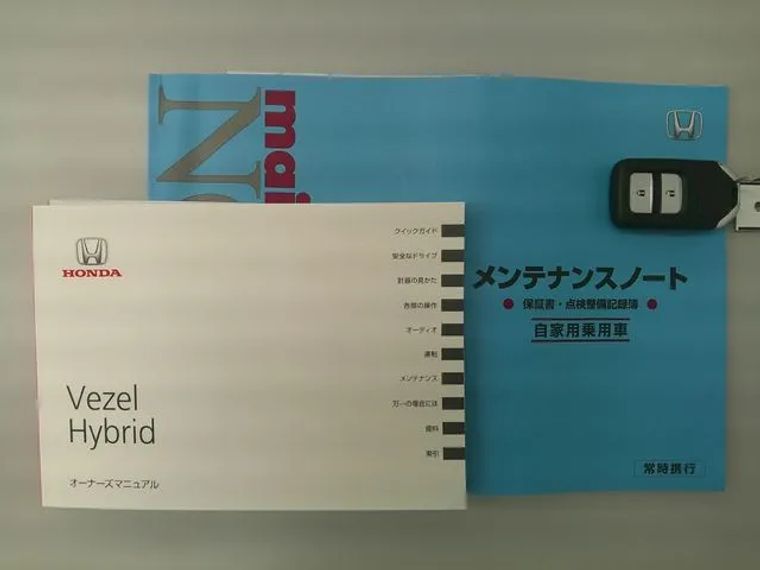 mai
No
HONDA
Vezel
Hybrid
オーナーズマニュアル
クイックガイド
安全なドライブ
計器の見かた
各部の操作
オーディオ
運転
メンテナンス
万一の場合には
資料
索引
メンテナンスノート
● 保証書・点検整備記録簿 ●
自家用乗用車
常時携行